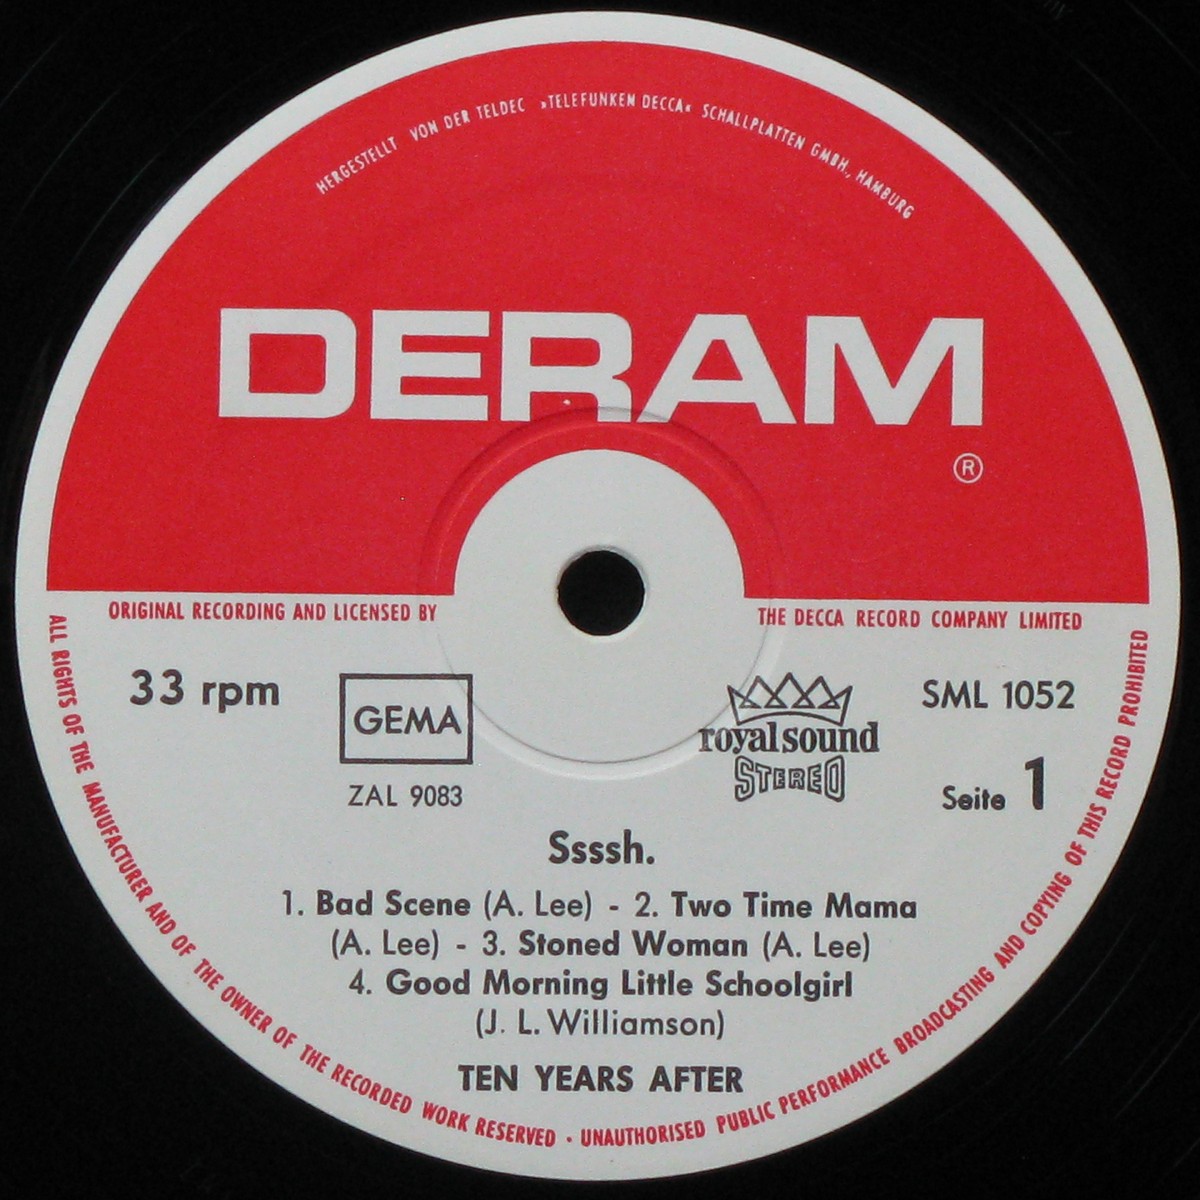 HERGESTELLT VON DER TELDEC »TELEFUNKEN DECCA« SCHALLPLATTEN GMBH., HAMBURG
DERAM
®
ORIGINAL RECORDING AND LICENSED BY THE DECCA RECORD COMPANY LIMITED
33 rpm
GEMA
ZAL 9083
royal sound
STEREO
SML 1052
Seite 1
Ssssh.
1. Bad Scene (A. Lee) - 2. Two Time Mama
(A. Lee) - 3. Stoned Woman (A. Lee)
4. Good Morning Little Schoolgirl
(J. L. Williamson)
TEN YEARS AFTER
ALL RIGHTS OF THE MANUFACTURER AND OF THE OWNER OF THE RECORDED WORK RESERVED · UNAUTHORISED PUBLIC PERFORMANCE BROADCASTING AND COPYING OF THIS RECORD PROHIBITED